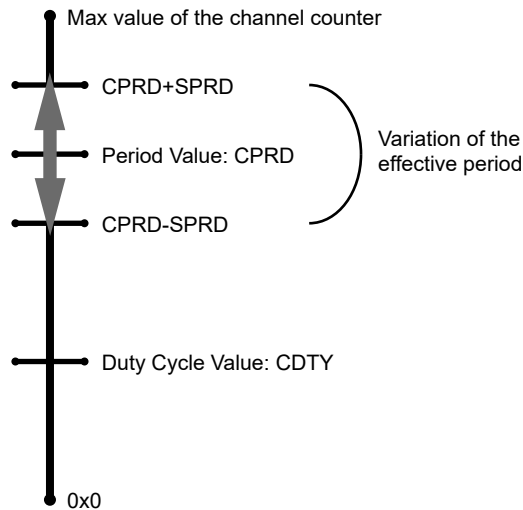 Max value of the channel counter
CPRD+SPRD
Period Value: CPRD
Variation of the
effective period
CPRD-SPRD
Duty Cycle Value: CDTY
0x0